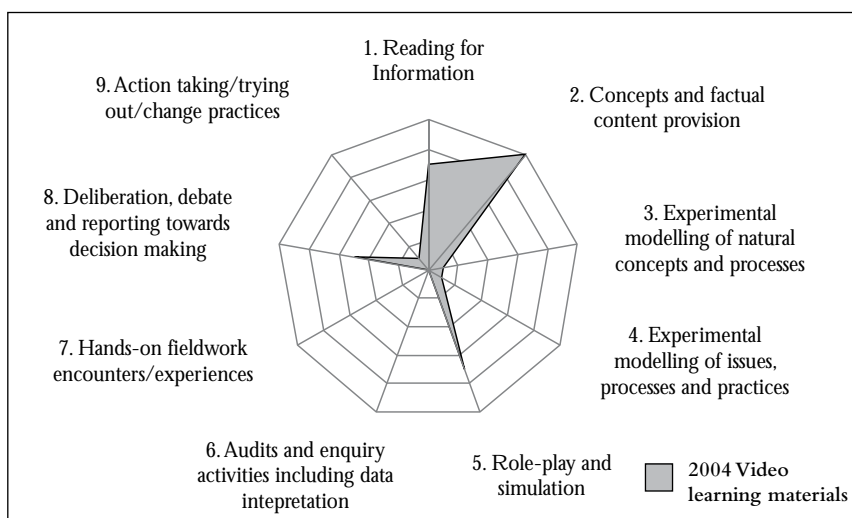 1. Reading for
Information
2. Concepts and factual
content provision
3. Experimental
modelling of natural
concepts and processes
4. Experimental
modelling of issues,
processes and practices
5. Role-play and
simulation
6. Audits and enquiry
activities including data
intepretation
7. Hands-on fieldwork
encounters/experiences
8. Deliberation, debate
and reporting towards
decision making
9. Action taking/trying
out/change practices
2004 Video
learning materials